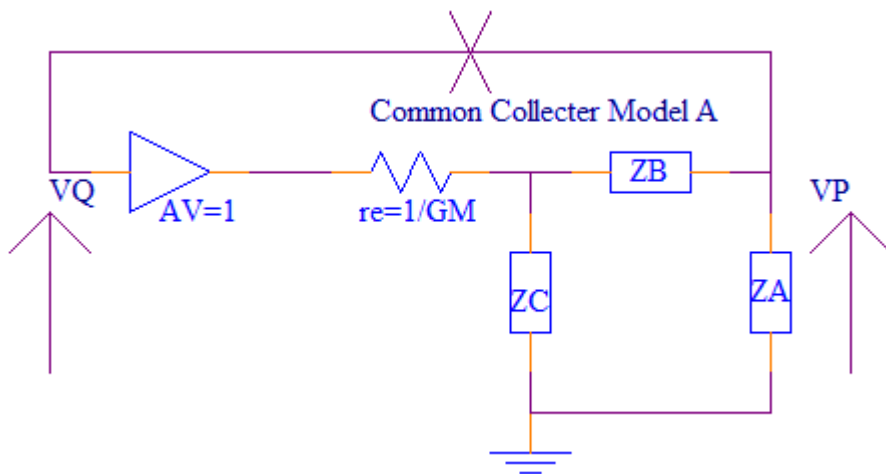 Common Collecter Model A
VQ
AV=1
re=1/GM
ZB
VP
ZC
ZA